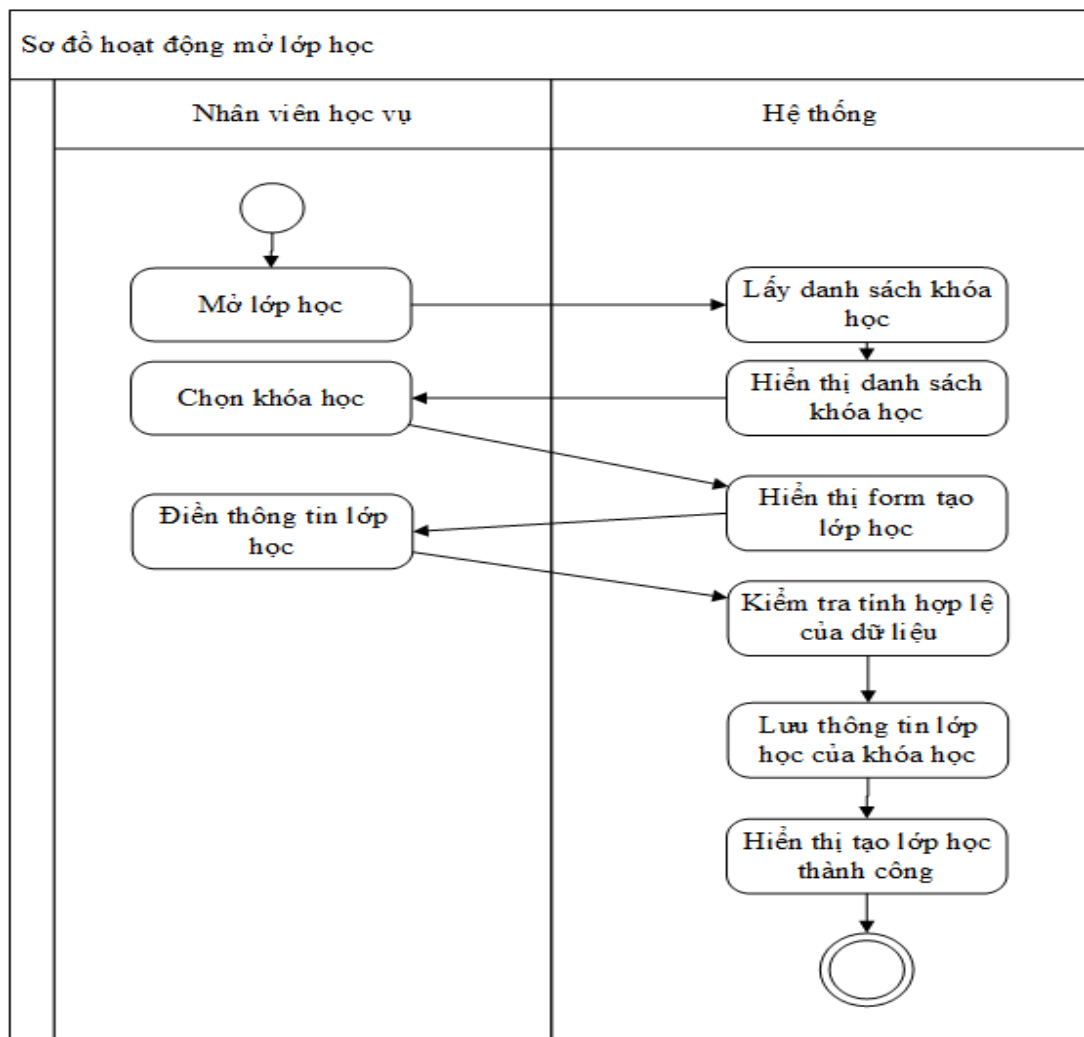 Sơ đồ hoạt động mở lớp học
Nhân viên học vụ
Hệ thống
Mở lớp học
Lấy danh sách khóa
học
Chọn khóa học
Hiển thị danh sách
khóa học
Điền thông tin lớp
học
Hiển thị form tạo
lớp học
Kiểm tra tính hợp lệ
của dữ liệu
Lưu thông tin lớp
học của khóa học
Hiển thị tạo lớp học
thành công